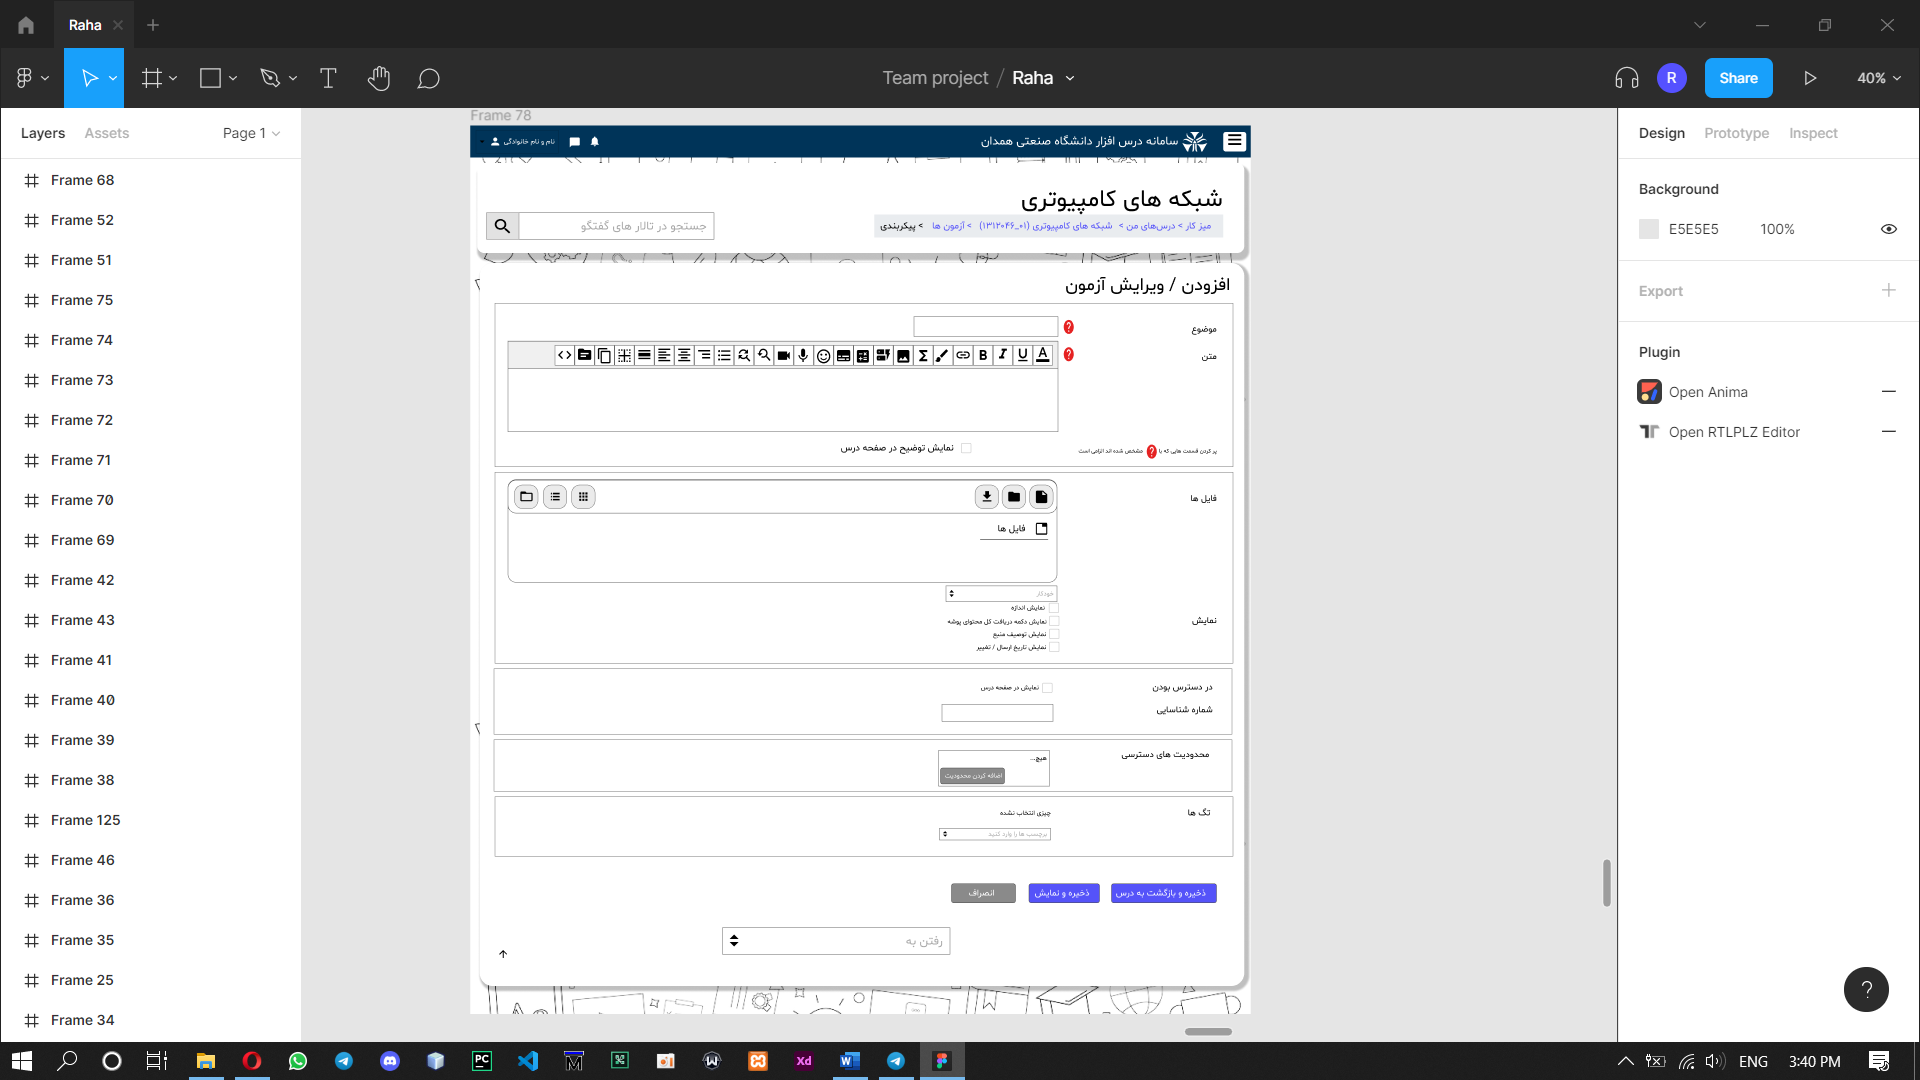 Raha
Team project / Raha
R
Share
40%
Layers
Assets
Page 1
Frame 68
Frame 52
Frame 51
Frame 75
Frame 74
Frame 73
Frame 72
Frame 71
Frame 70
Frame 69
Frame 42
Frame 43
Frame 41
Frame 40
Frame 39
Frame 38
Frame 125
Frame 46
Frame 36
Frame 35
Frame 25
Frame 34
Frame 78
سامانه درس افزار دانشگاه صنعتی همدان
نام و نام خانوادگی
شبکه های کامپیوتری
میز کار > درس‌های من > شبکه های کامپیوتری (۱۳۱۲۰۴۶_۰۱) > آزمون ها > پیکربندی
جستجو در تالار های گفتگو
افزودن / ویرایش آزمون
موضوع
?
متن
?
نمایش توضیح در صفحه درس
پر کردن قسمت هایی که با ? مشخص شده اند الزامی است
فایل ها
فایل ها
خودکار
نمایش
نمایش اندازه
نمایش دکمه دریافت کل محتوای پوشه
نمایش توصیف منبع
نمایش تاریخ ارسال / تغییر
در دسترس بودن
نمایش در صفحه درس
شماره شناسایی
محدودیت های دسترسی
هیچ...
اضافه کردن محدودیت
تگ ها
چیزی انتخاب نشده
برچسب ها را وارد کنید
ذخیره و بازگشت به درس
ذخیره و نمایش
انصراف
رفتن به
Design
Prototype
Inspect
Background
E5E5E5
100%
Export
Plugin
Open Anima
Open RTLPLZ Editor
?
PC
Xd
W
ENG
3:40 PM